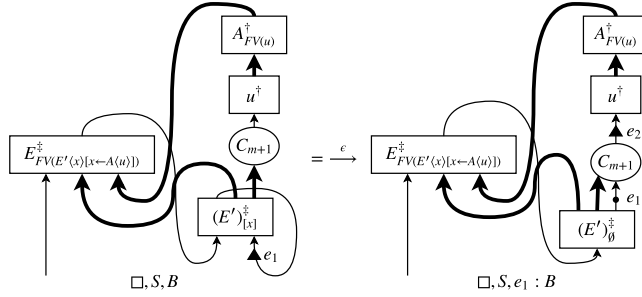 A†FV(u)
A†FV(u)
u†
u†
e2
E‡FV(E′⟨x⟩[x←A⟨u⟩])
Cm+1
= ⟶ϵ
E‡FV(E′⟨x⟩[x←A⟨u⟩])
Cm+1
e1
(E′)‡[x]
(E′)‡∅
e1
□, S, B
□, S, e1 : B